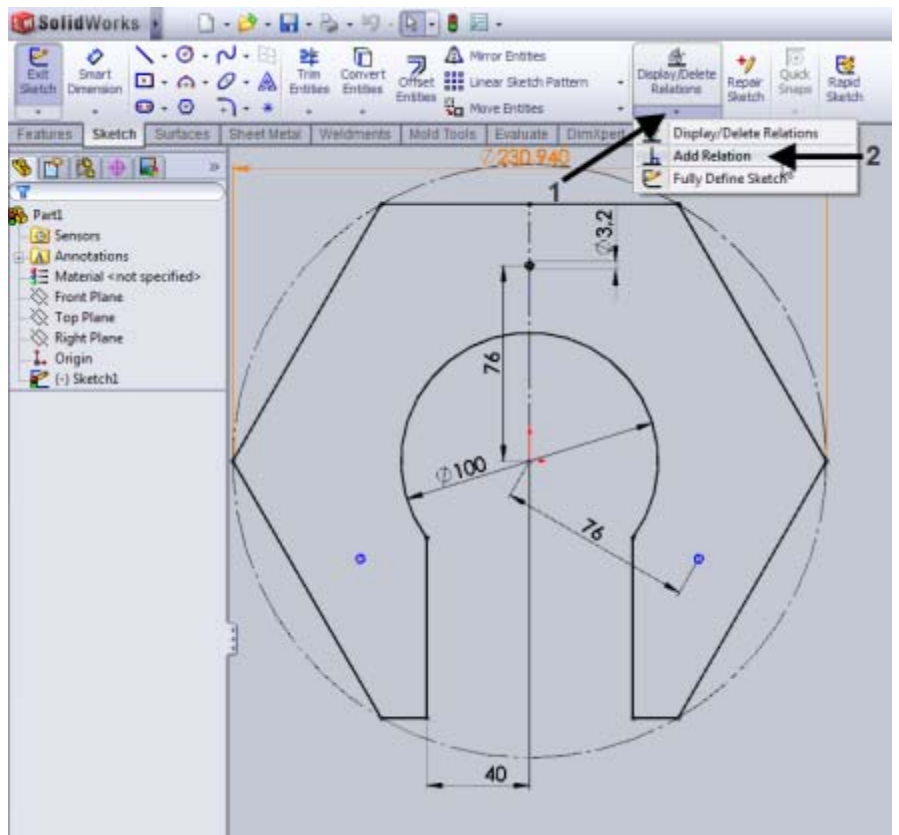 SolidWorks
Exit Sketch
Smart Dimension
Trim Entities
Convert Entities
Offset Entities
Mirror Entities
Linear Sketch Pattern
Move Entities
Display/Delete Relations
Repair Sketch
Quick Snaps
Rapid Sketch
Features Sketch Surfaces Sheet Metal Weldments Mold Tools Evaluate DimXpert
Display/Delete Relations
Add Relation
Fully Define Sketch
1
2
Part1
Sensors
Annotations
Material <not specified>
Front Plane
Top Plane
Right Plane
Origin
(-) Sketch1
∅230.940
∅3.2
76
∅100
76
40